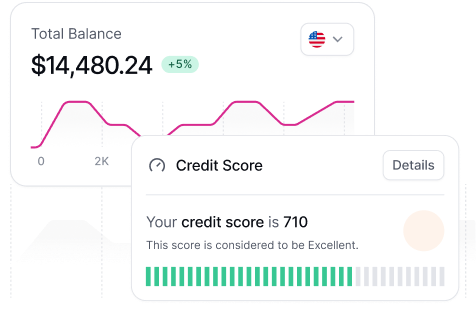 Total Balance
$14,480.24 +5%
0 2K
Credit Score Details
Your credit score is 710
This score is considered to be Excellent.